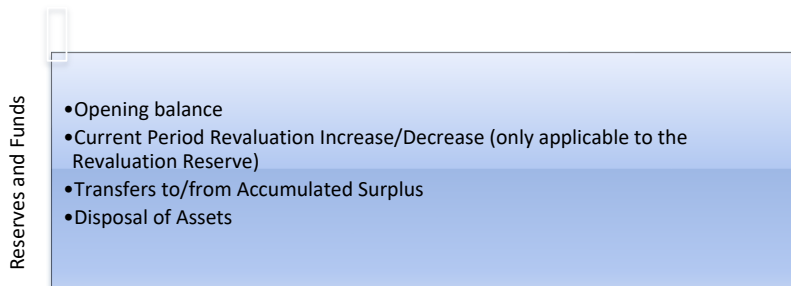 Reserves and Funds
•Opening balance
•Current Period Revaluation Increase/Decrease (only applicable to the
Revaluation Reserve)
•Transfers to/from Accumulated Surplus
•Disposal of Assets